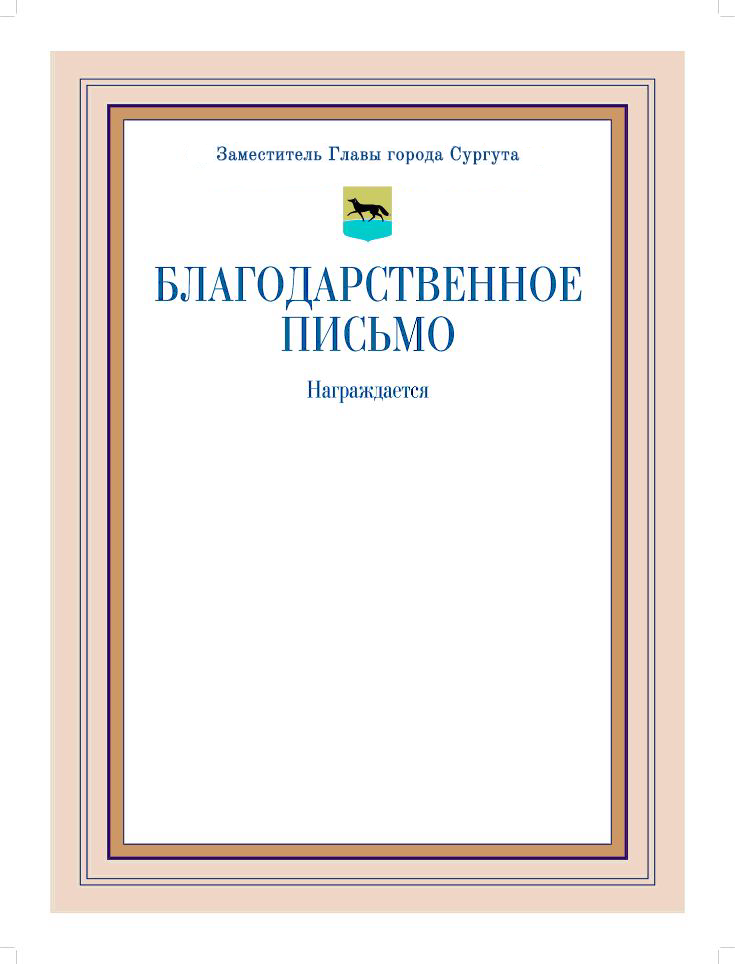 Заместитель Главы города Сургута
БЛАГОДАРСТВЕННОЕ
ПИСЬМО
Награждается